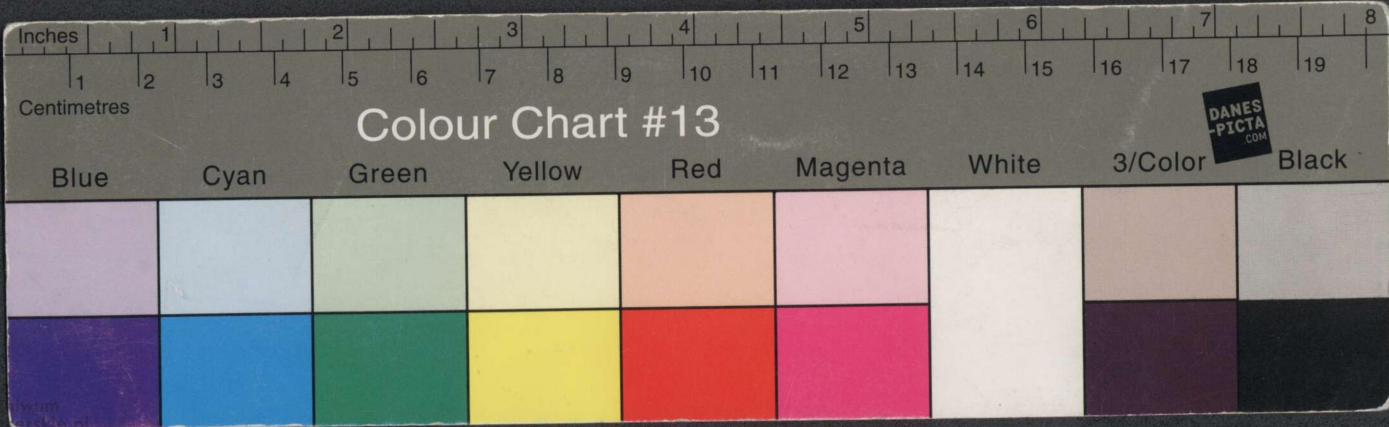 Inches 1 2 3 4 5 6 7 8
1 2 3 4 5 6 7 8 9 10 11 12 13 14 15 16 17 18 19
Centimetres
Colour Chart #13
DANES
-PICTA
.COM
Blue Cyan Green Yellow Red Magenta White 3/Color Black